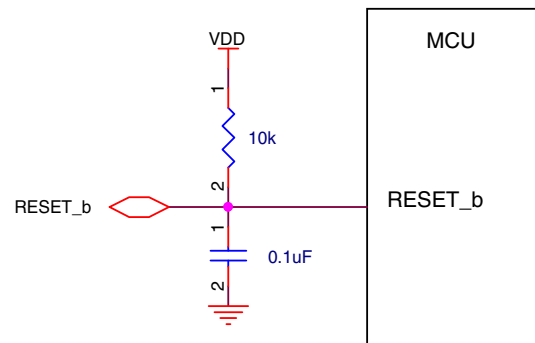 VDD
MCU
1
10k
2
RESET_b
RESET_b
1
0.1uF
2